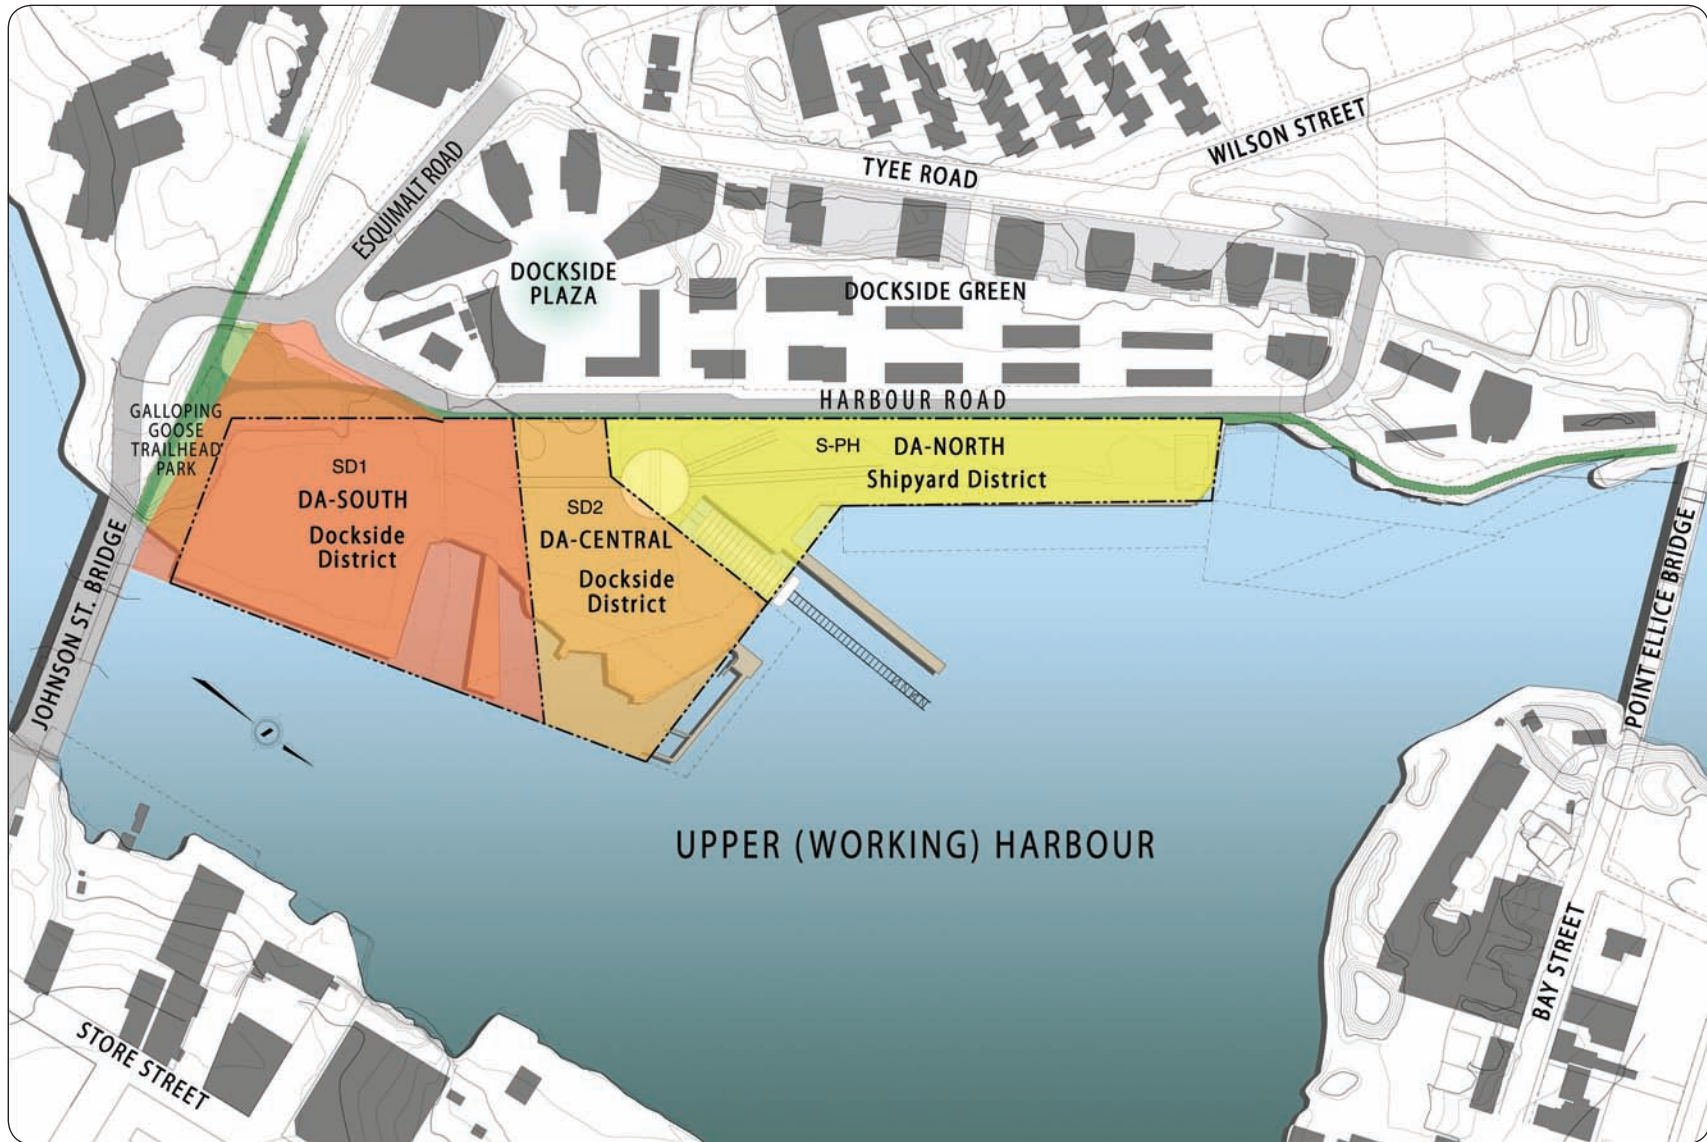 WILSON STREET
TYEE ROAD
ESQUIMALT ROAD
DOCKSIDE
PLAZA
DOCKSIDE GREEN
HARBOUR ROAD
GALLOPING
GOOSE
TRAILHEAD
PARK
SD1
DA-SOUTH
Dockside
District
SD2
DA-CENTRAL
Dockside
District
S-PH
DA-NORTH
Shipyard District
JOHNSON ST. BRIDGE
POINT ELLICE BRIDGE
UPPER (WORKING) HARBOUR
BAY STREET
STORE STREET